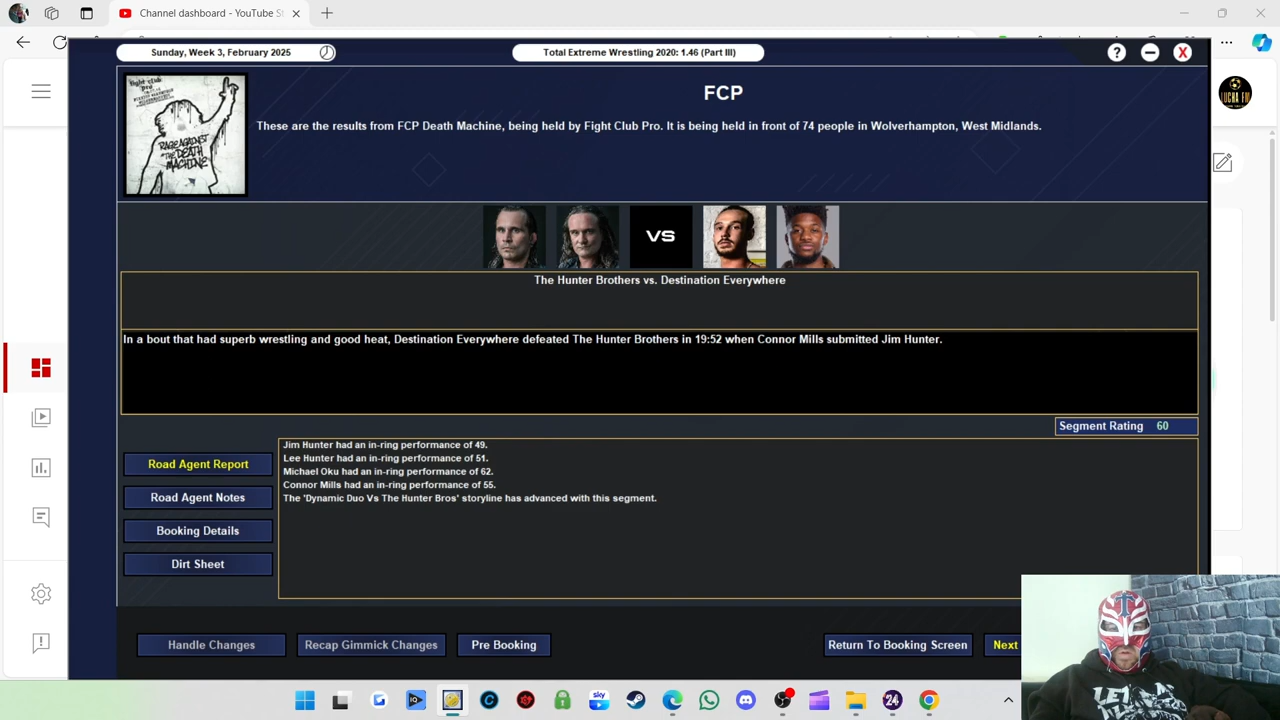 Channel dashboard - YouTube St
Sunday, Week 3, February 2025
Total Extreme Wrestling 2020: 1.46 (Part III)
?
X
FCP
These are the results from FCP Death Machine, being held by Fight Club Pro. It is being held in front of 74 people in Wolverhampton, West Midlands.
fight club
pro
RAGE AGAINST
THE DEATH
MACHINE
LUCHA FM
VS
The Hunter Brothers vs. Destination Everywhere
In a bout that had superb wrestling and good heat, Destination Everywhere defeated The Hunter Brothers in 19:52 when Connor Mills submitted Jim Hunter.
Segment Rating 60
Road Agent Report
Road Agent Notes
Booking Details
Dirt Sheet
Jim Hunter had an in-ring performance of 49.
Lee Hunter had an in-ring performance of 51.
Michael Oku had an in-ring performance of 62.
Connor Mills had an in-ring performance of 55.
The 'Dynamic Duo Vs The Hunter Bros' storyline has advanced with this segment.
Handle Changes
Recap Gimmick Changes
Pre Booking
Return To Booking Screen
Next
sky
24